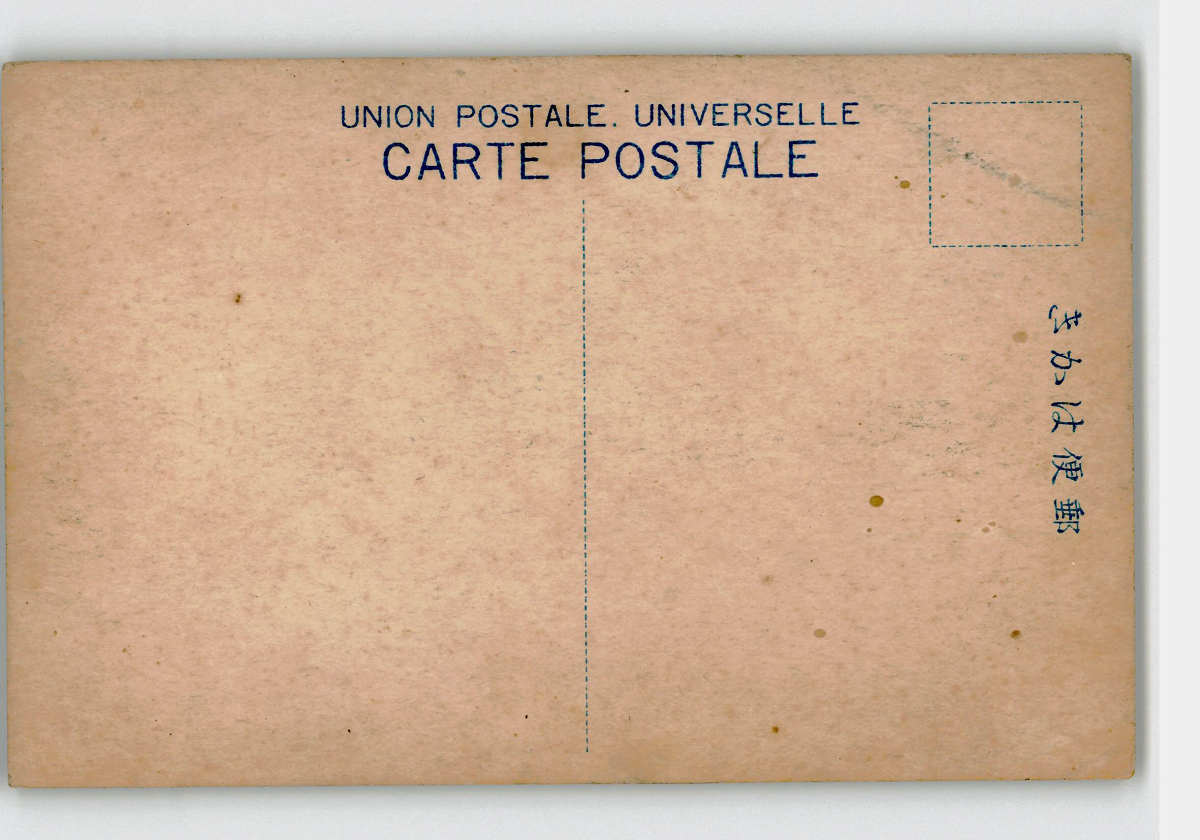 UNION POSTALE. UNIVERSELLE
CARTE POSTALE
きかは便郵